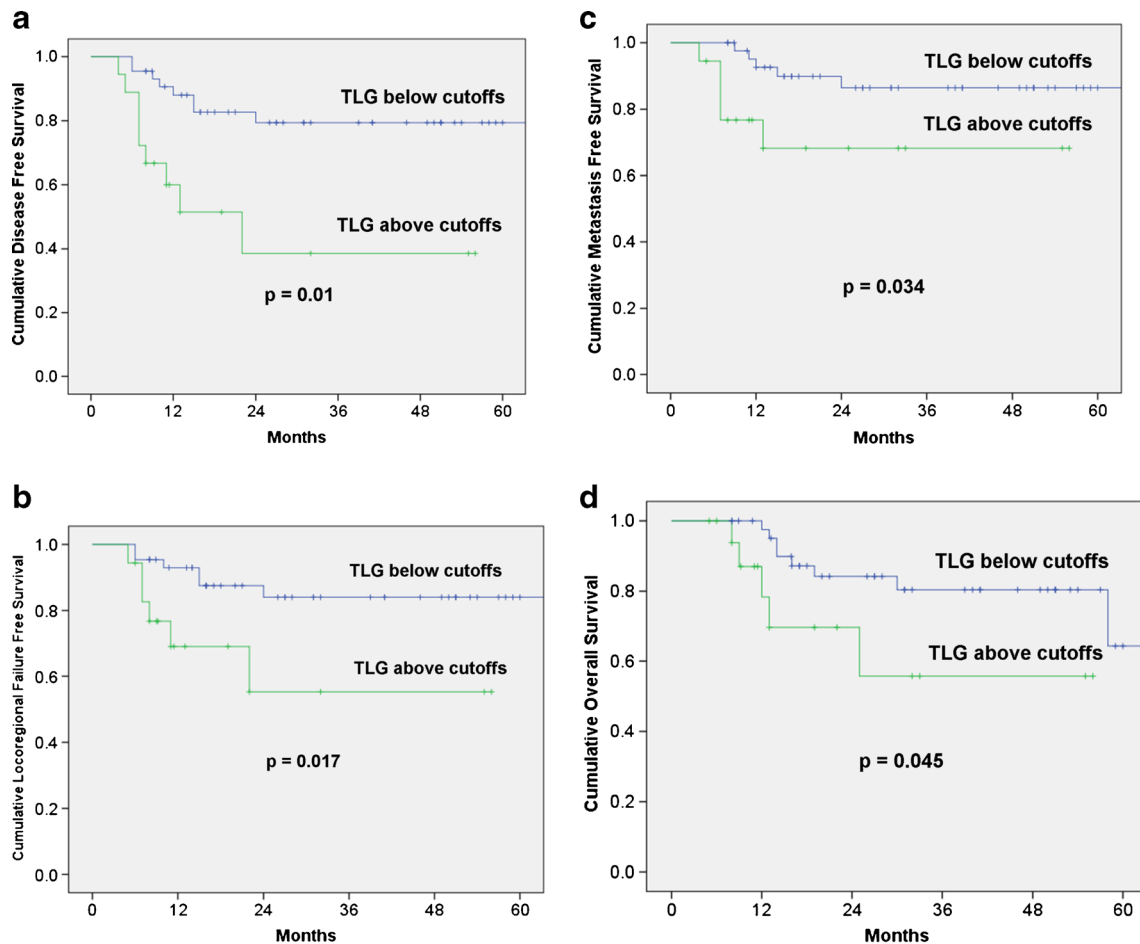 a
Cumulative Disease Free Survival
1.0
0.8
0.6
0.4
0.2
0.0
TLG below cutoffs
TLG above cutoffs
p = 0.01
0 12 24 36 48 60
Months
c
Cumulative Metastasis Free Survival
1.0
0.8
0.6
0.4
0.2
0.0
TLG below cutoffs
TLG above cutoffs
p = 0.034
0 12 24 36 48 60
Months
b
Cumulative Locoregional Failure Free Survival
1.0
0.8
0.6
0.4
0.2
0.0
TLG below cutoffs
TLG above cutoffs
p = 0.017
0 12 24 36 48 60
Months
d
Cumulative Overall Survival
1.0
0.8
0.6
0.4
0.2
0.0
TLG below cutoffs
TLG above cutoffs
p = 0.045
0 12 24 36 48 60
Months